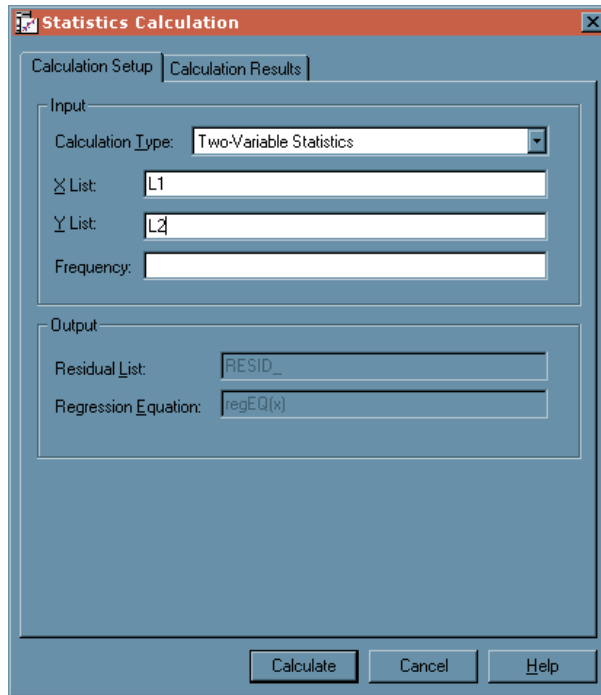 Statistics Calculation
Calculation Setup
Calculation Results
Input
Calculation Type:
Two-Variable Statistics
X List:
L1
Y List:
L2
Frequency:
Output
Residual List:
RESID_
Regression Equation:
regEQ(x)
Calculate
Cancel
Help